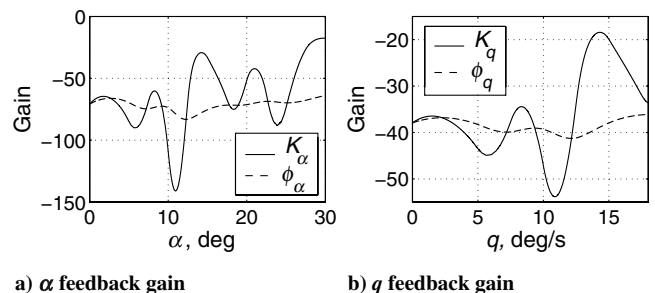 0
−50
−100
−150
Gain
K_α
ϕ_α
0 10 20 30
α, deg
a) α feedback gain
−20
−30
−40
−50
Gain
K_q
ϕ_q
0 5 10 15
q, deg/s
b) q feedback gain